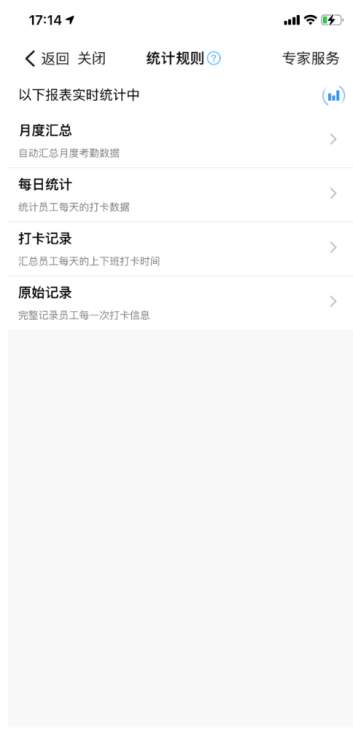 17:14
返回 关闭 统计规则 ? 专家服务
以下报表实时统计中
月度汇总
自动汇总月度考勤数据
每日统计
统计员工每天的打卡数据
打卡记录
汇总员工每天的上下班打卡时间
原始记录
完整记录员工每一次打卡信息